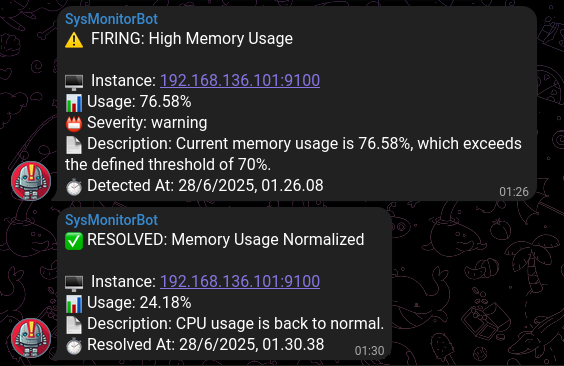 SysMonitorBot
⚠️ FIRING: High Memory Usage
🖥️ Instance: 192.168.136.101:9100
📊 Usage: 76.58%
📛 Severity: warning
📄 Description: Current memory usage is 76.58%, which exceeds
the defined threshold of 70%.
⏱️ Detected At: 28/6/2025, 01.26.08
01:26
SysMonitorBot
✅ RESOLVED: Memory Usage Normalized
🖥️ Instance: 192.168.136.101:9100
📊 Usage: 24.18%
📄 Description: CPU usage is back to normal.
⏱️ Resolved At: 28/6/2025, 01.30.38
01:30